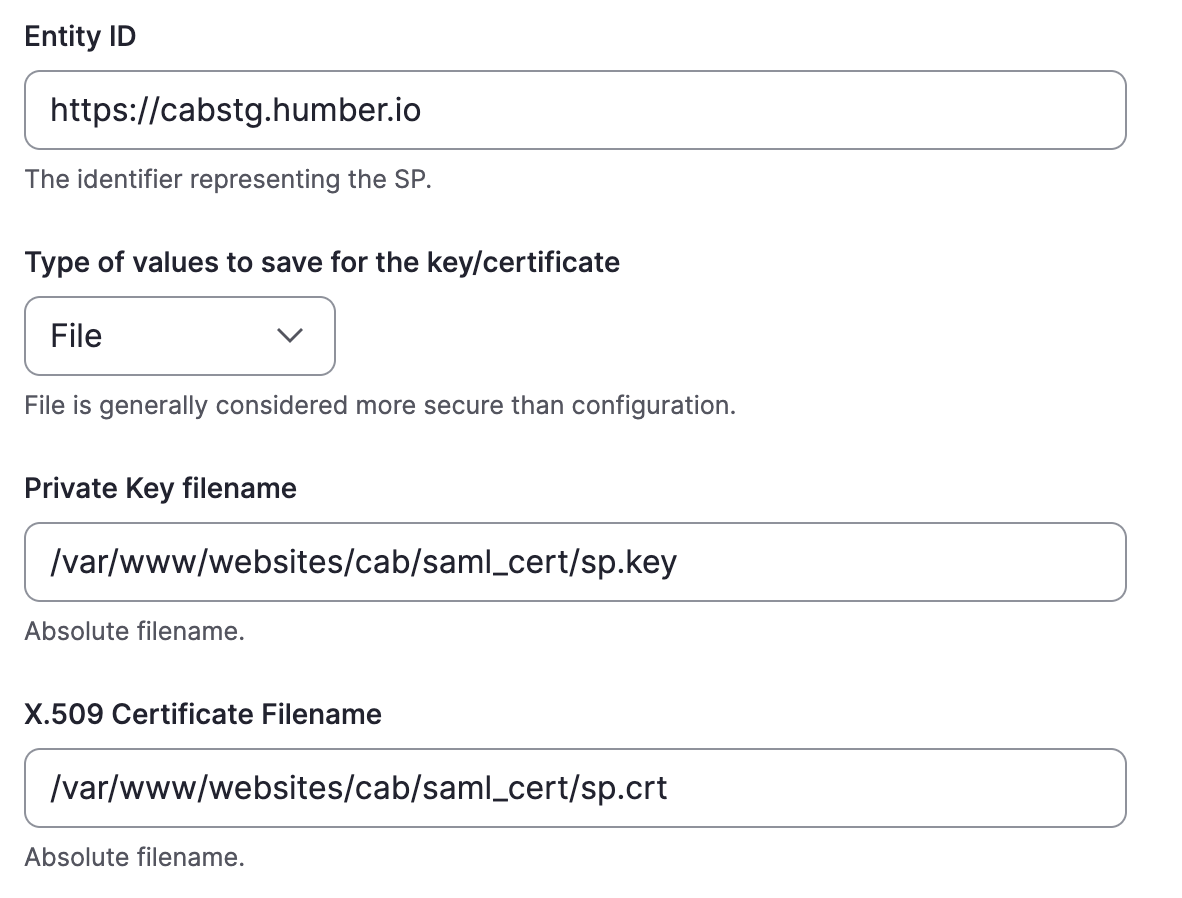 Entity ID
https://cabstg.humber.io
The identifier representing the SP.
Type of values to save for the key/certificate
File
File is generally considered more secure than configuration.
Private Key filename
/var/www/websites/cab/saml_cert/sp.key
Absolute filename.
X.509 Certificate Filename
/var/www/websites/cab/saml_cert/sp.crt
Absolute filename.